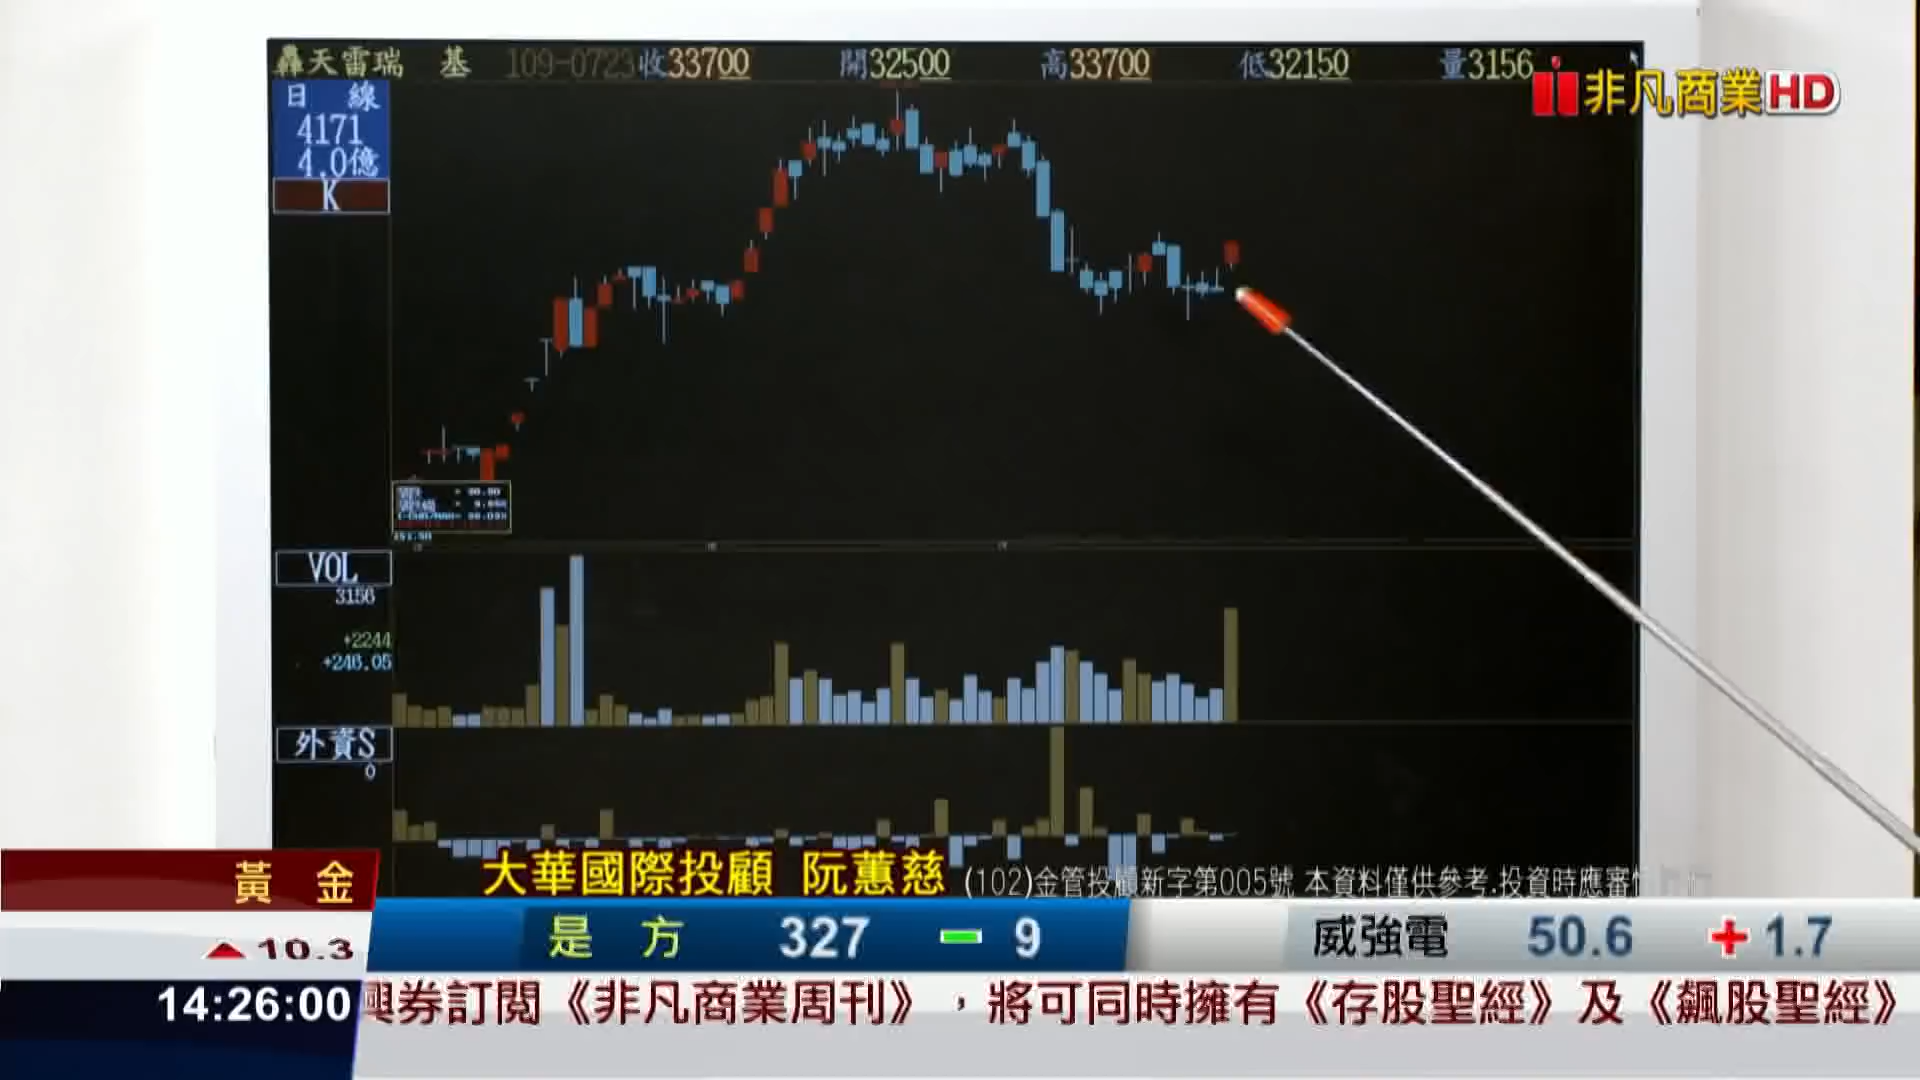 轟天雷瑞 基 109-0723 收33700 開32500 高33700 低32150 量3156
非凡商業HD
日 線
4171
4.0億
K
VOL
3156
+2244
+246.05
外資S
0
黃 金
大華國際投顧 阮蕙慈 (102)金管投顧新字第005號 本資料僅供參考.投資時應審慎
▲10.3
是 方 327 － 9
威強電 50.6 + 1.7
14:26:00
券訂閱《非凡商業周刊》，將可同時擁有《存股聖經》及《飆股聖經》